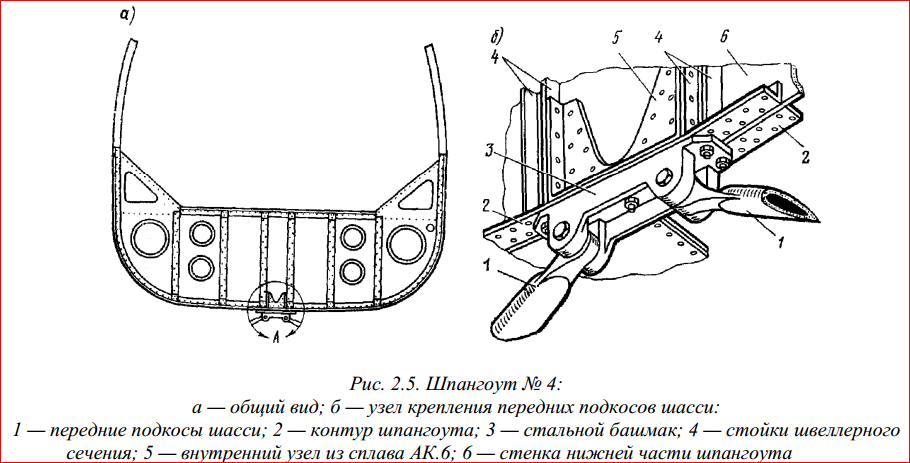 а)
А
б)
4
5
4
6
3
2
2
1
1
Рис. 2.5. Шпангоут № 4:
а — общий вид; б — узел крепления передних подкосов шасси:
1 — передние подкосы шасси; 2 — контур шпангоута; 3 — стальной башмак; 4 — стойки швеллерного
сечения; 5 — внутренний узел из сплава АК.6; 6 — стенка нижней части шпангоута